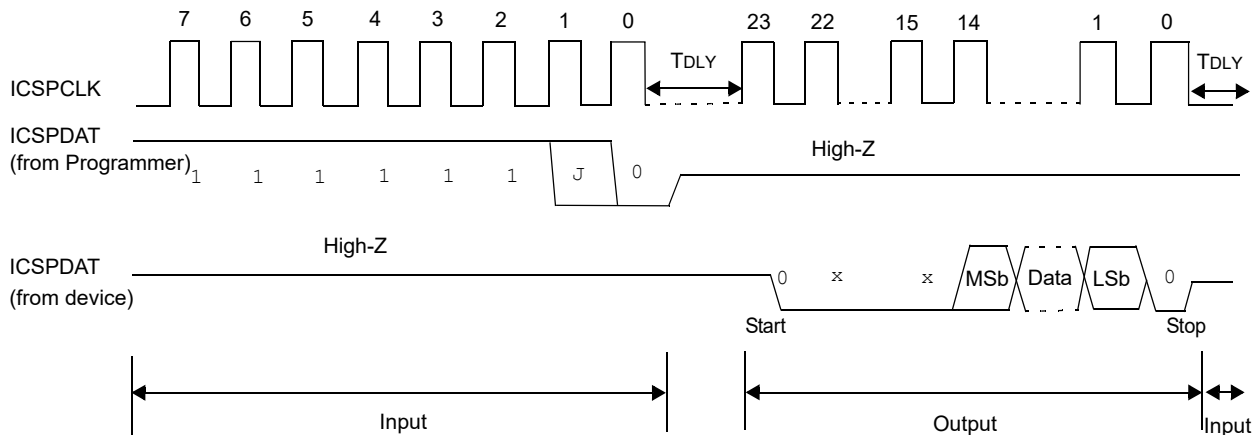 7 6 5 4 3 2 1 0 23 22 15 14 1 0
TDLY TDLY
ICSPCLK
ICSPDAT
(from Programmer)
High-Z
1 1 1 1 1 1 J 0
High-Z
ICSPDAT
(from device)
0 x x MSb Data LSb 0
Start Stop
Input Output Input